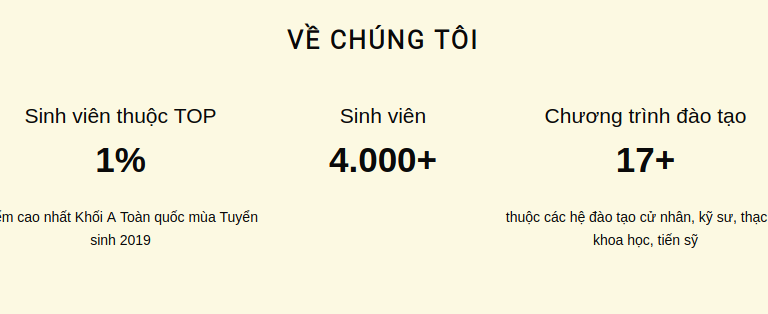 VỀ CHÚNG TÔI
Sinh viên thuộc TOP
Sinh viên
Chương trình đào tạo
1%
4.000+
17+
cao nhất Khối A Toàn quốc mùa Tuyển
sinh 2019
thuộc các hệ đào tạo cử nhân, kỹ sư, thạc
khoa học, tiến sỹ